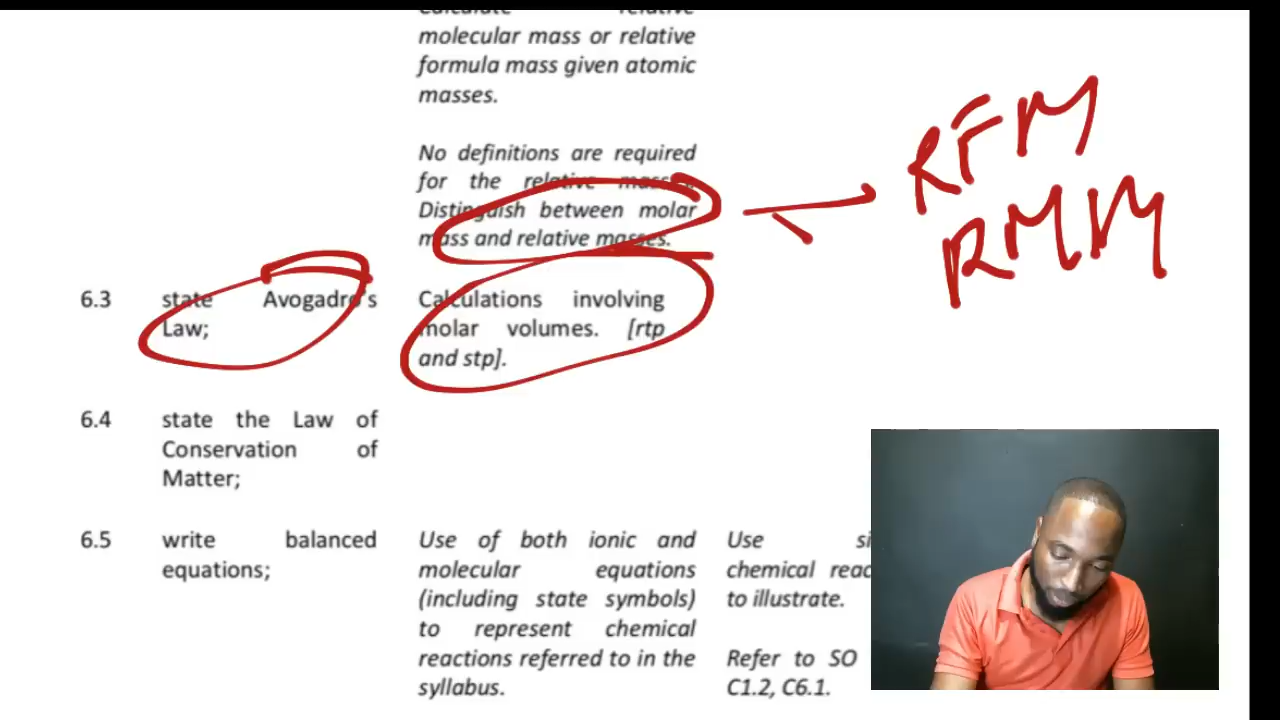 Calculate relative
molecular mass or relative
formula mass given atomic
masses.
No definitions are required
for the relative masses.
Distinguish between molar
mass and relative masses.
RFM
RMM
6.3 state Avogadro's Law;
Calculations involving
molar volumes. [rtp
and stp].
6.4 state the Law of
Conservation of
Matter;
6.5 write balanced
equations;
Use of both ionic and
molecular equations
(including state symbols)
to represent chemical
reactions referred to in the
syllabus.
Use
chemical
to illustrate.
Refer to SO
C1.2, C6.1.